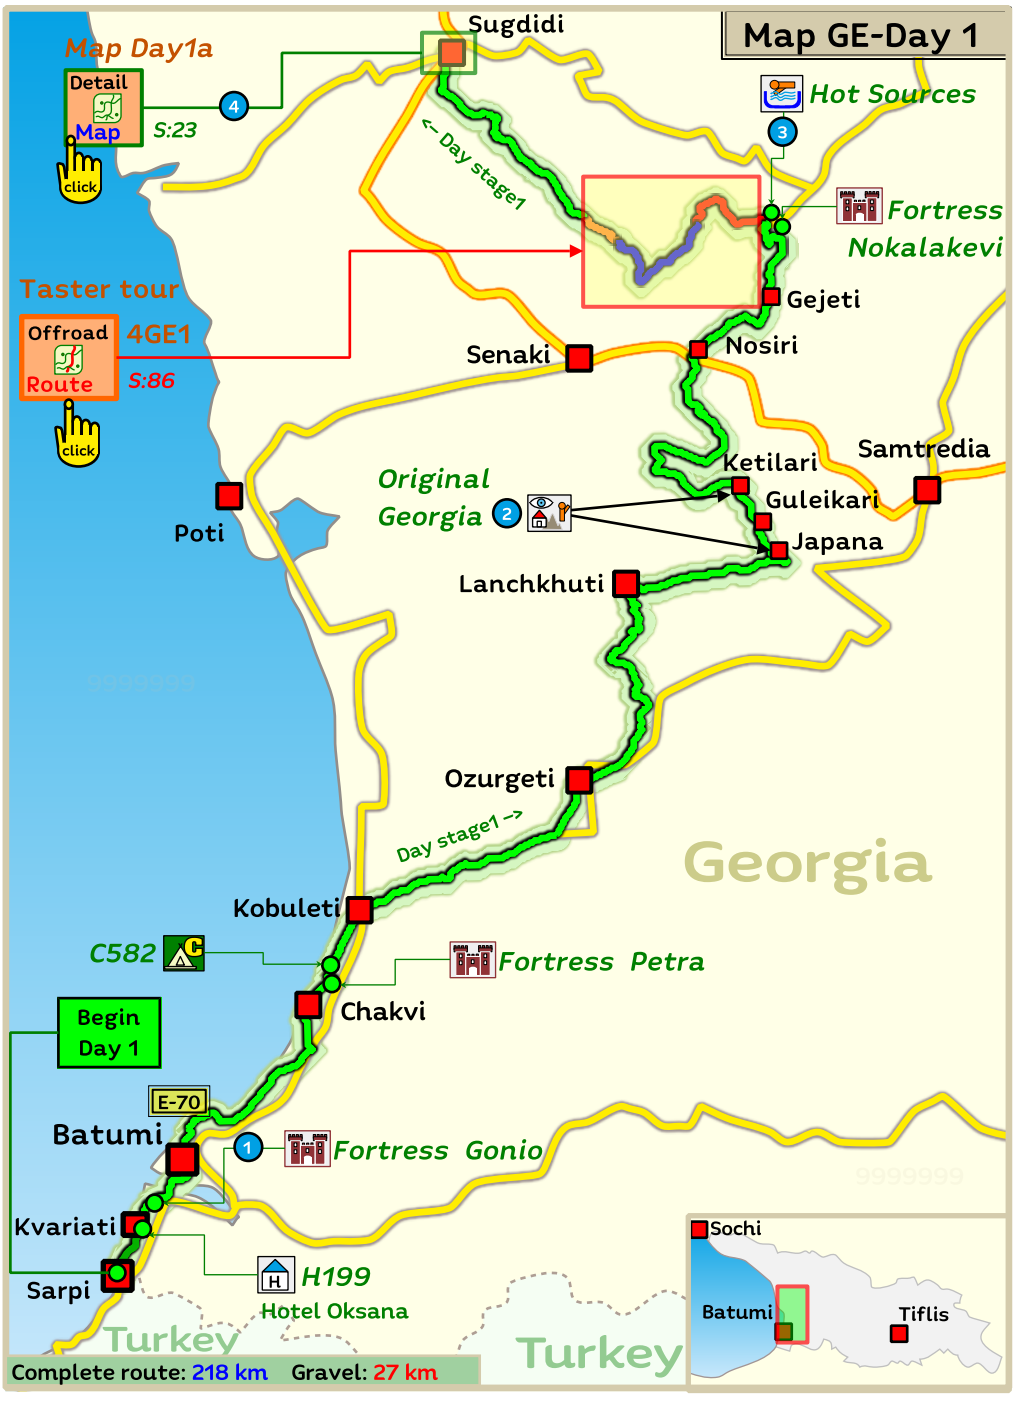 Map GE-Day 1
Sugdidi
Map Day1a
Detail
Map
click
4
S:23
Hot Sources
3
<-- Day stage1
Fortress
Nokalakevi
Taster tour
Offroad
Route
click
4GE1
S:86
Gejeti
Nosiri
Senaki
Samtredia
Ketilari
Original
Georgia
2
Guleikari
Japana
Poti
Lanchkhuti
9999999
Ozurgeti
Day stage1 -->
Georgia
Kobuleti
C582
C
Fortress Petra
Chakvi
Begin
Day 1
E-70
Batumi
1
Fortress Gonio
9999999
Kvariati
Sarpi
H
H199
Hotel Oksana
Turkey
Turkey
Sochi
Batumi
Tiflis
Complete route: 218 km Gravel: 27 km